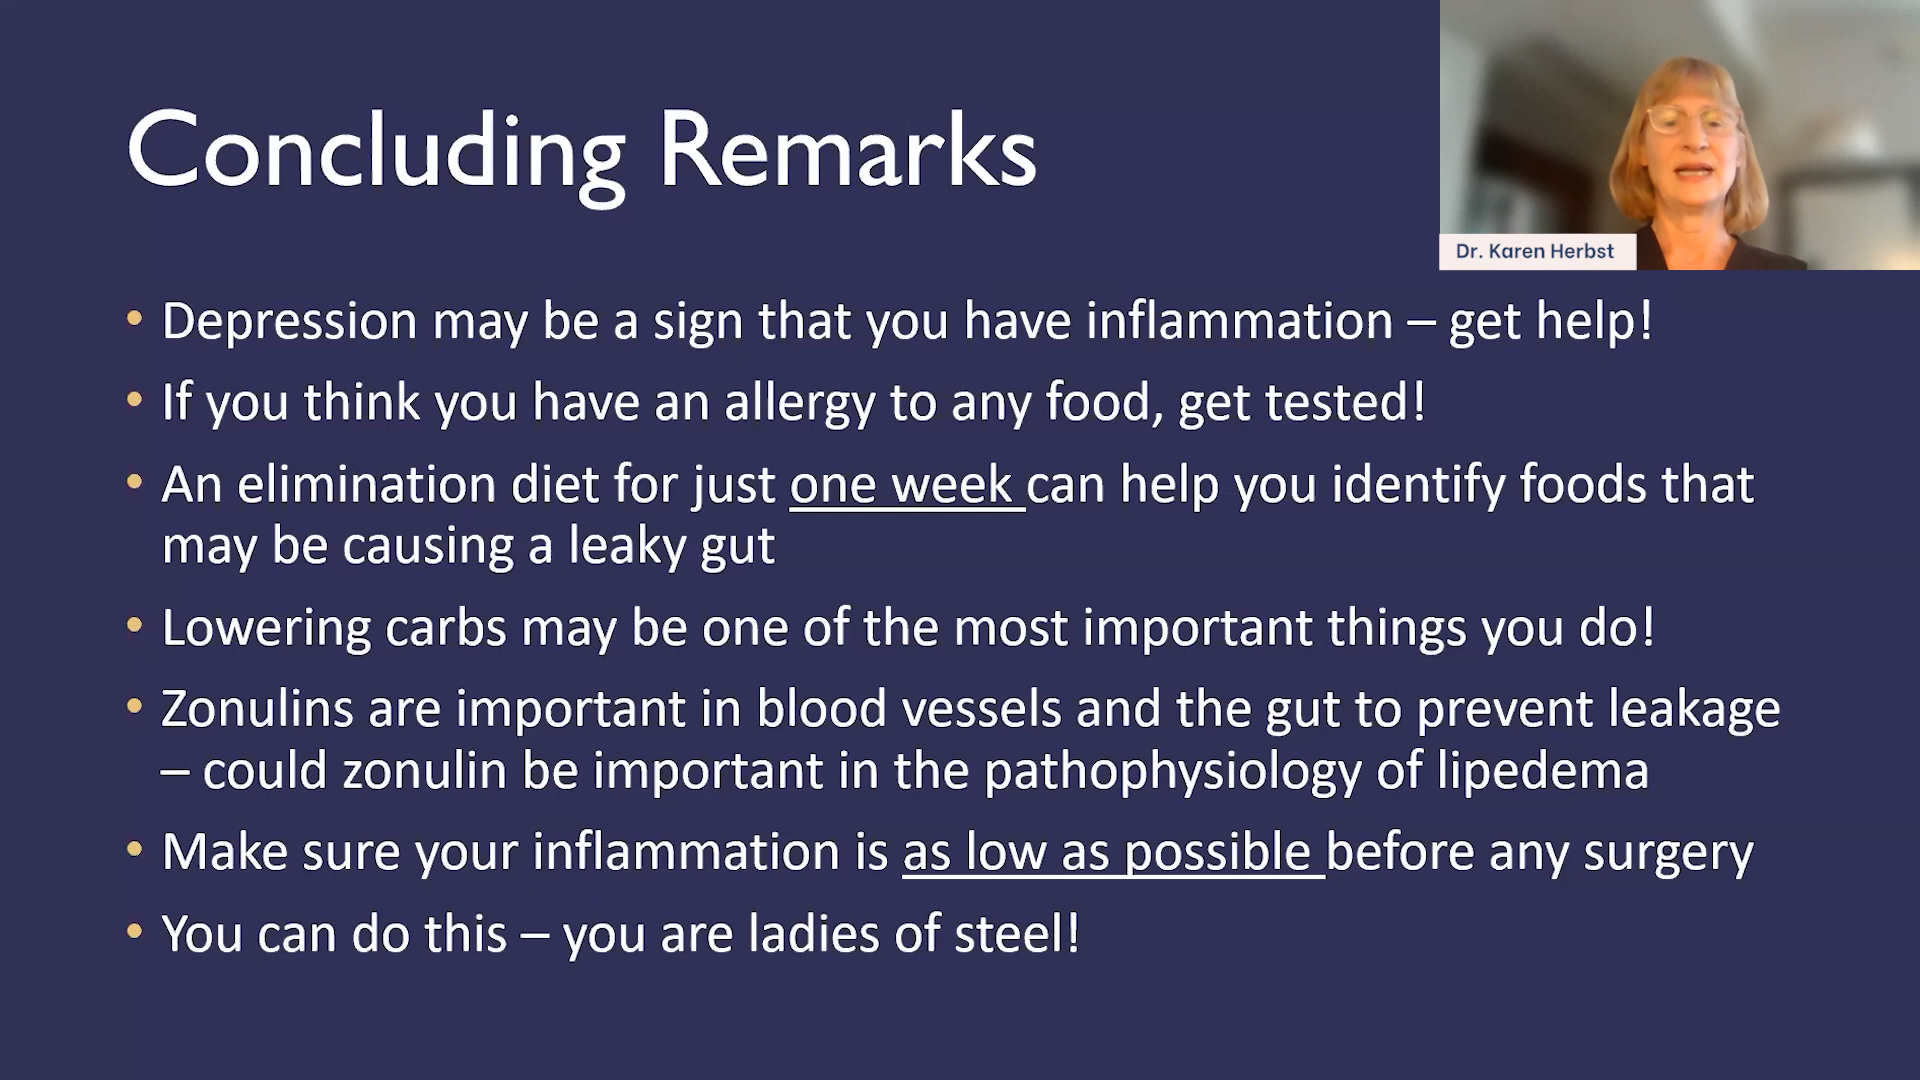 Concluding Remarks
Dr. Karen Herbst
• Depression may be a sign that you have inflammation – get help!
• If you think you have an allergy to any food, get tested!
• An elimination diet for just one week can help you identify foods that
may be causing a leaky gut
• Lowering carbs may be one of the most important things you do!
• Zonulins are important in blood vessels and the gut to prevent leakage
– could zonulin be important in the pathophysiology of lipedema
• Make sure your inflammation is as low as possible before any surgery
• You can do this – you are ladies of steel!